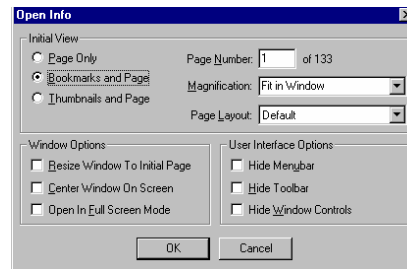 Open Info
Initial View
Page Only
Bookmarks and Page
Thumbnails and Page
Page Number: 1 of 133
Magnification: Fit in Window
Page Layout: Default
Window Options
Resize Window To Initial Page
Center Window On Screen
Open In Full Screen Mode
User Interface Options
Hide Menubar
Hide Toolbar
Hide Window Controls
OK Cancel